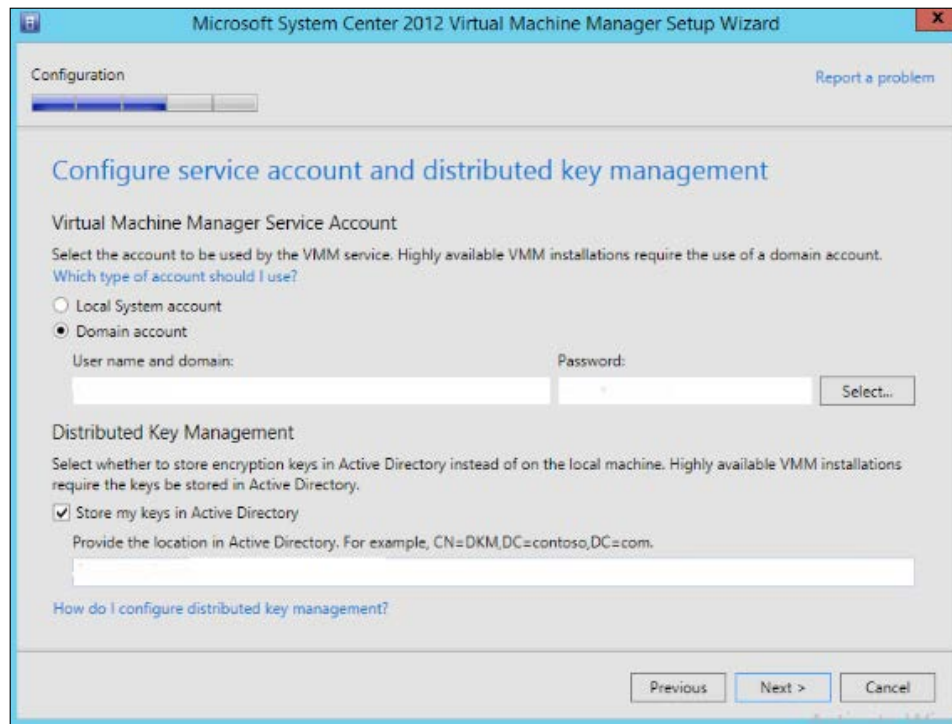 Microsoft System Center 2012 Virtual Machine Manager Setup Wizard
x
Configuration
Report a problem
Configure service account and distributed key management
Virtual Machine Manager Service Account
Select the account to be used by the VMM service. Highly available VMM installations require the use of a domain account.
Which type of account should I use?
Local System account
Domain account
User name and domain:
Password:
Select...
Distributed Key Management
Select whether to store encryption keys in Active Directory instead of on the local machine. Highly available VMM installations
require the keys be stored in Active Directory.
Store my keys in Active Directory
Provide the location in Active Directory. For example, CN=DKM,DC=contoso,DC=com.
How do I configure distributed key management?
Previous
Next >
Cancel